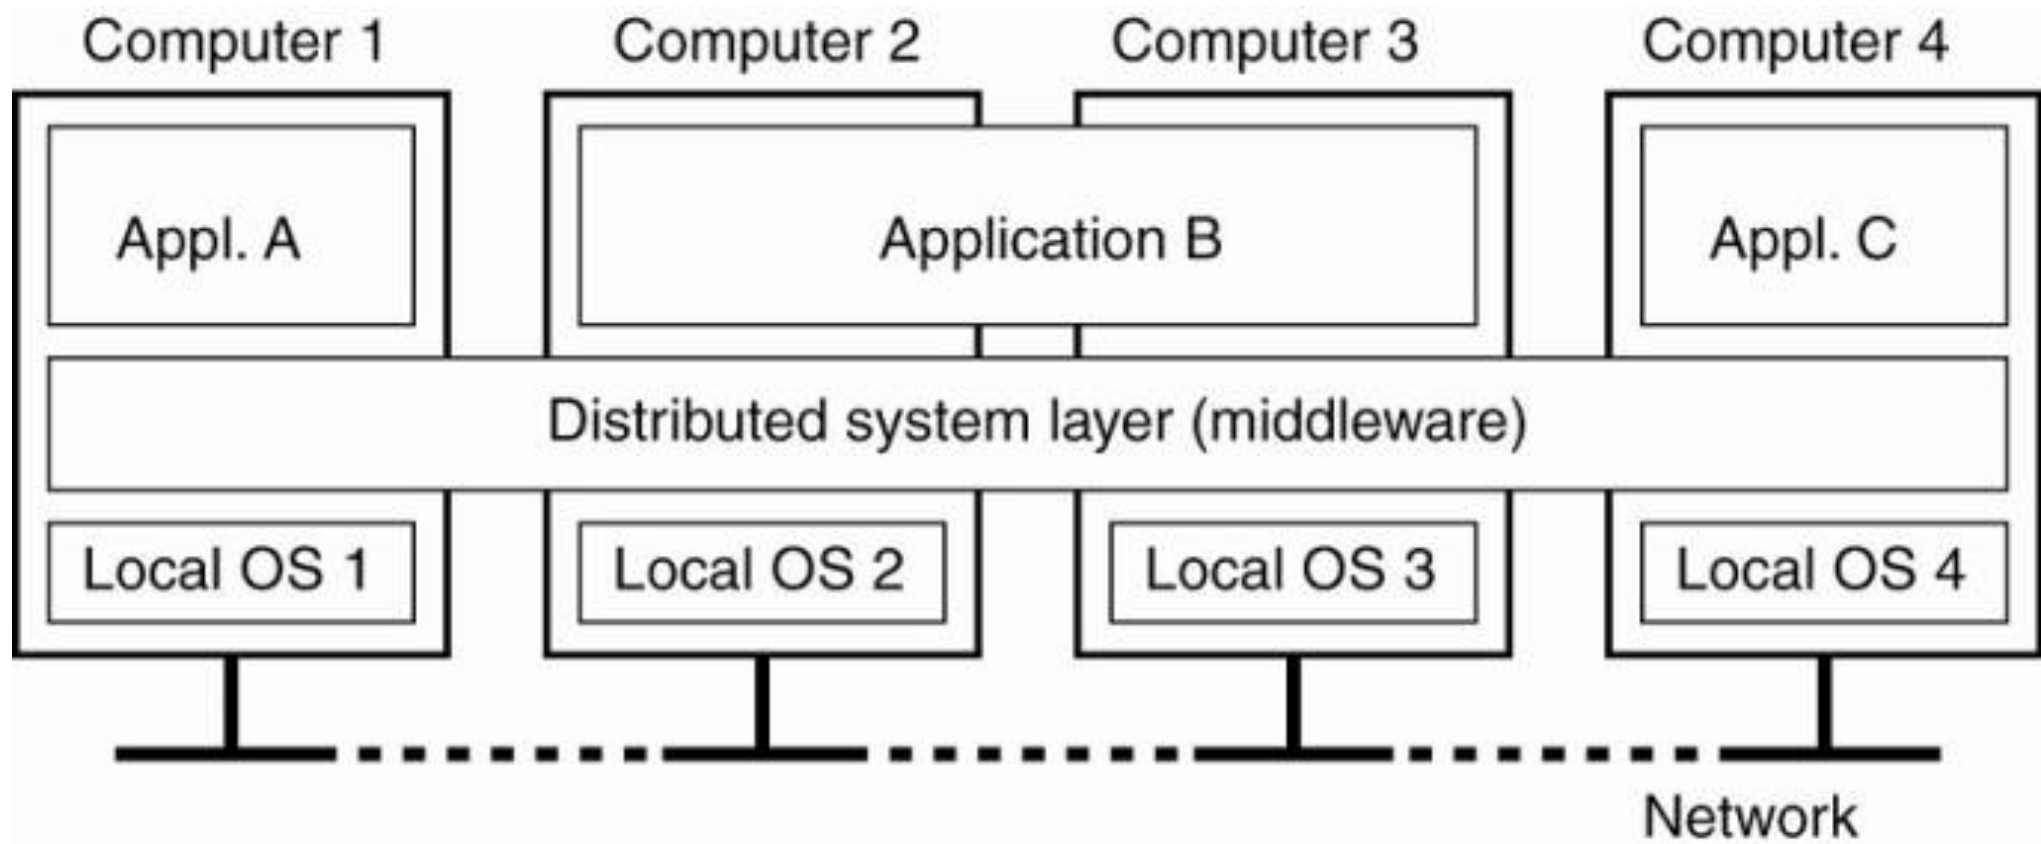 Computer 1
Computer 2
Computer 3
Computer 4
Appl. A
Application B
Appl. C
Distributed system layer (middleware)
Local OS 1
Local OS 2
Local OS 3
Local OS 4
Network